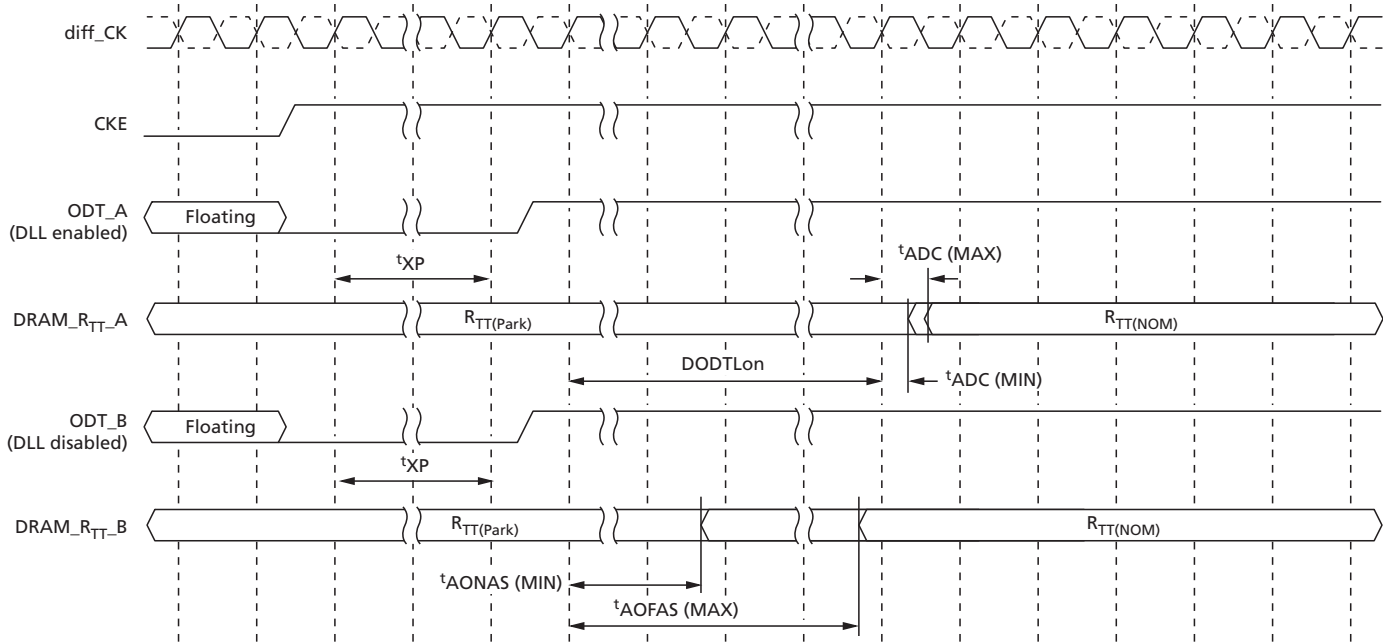 diff_CK
CKE
ODT_A
(DLL enabled)
Floating
tXP
tADC (MAX)
DRAM_RTT_A
RTT(Park)
RTT(NOM)
DODTLon
tADC (MIN)
ODT_B
(DLL disabled)
Floating
tXP
DRAM_RTT_B
RTT(Park)
RTT(NOM)
tAONAS (MIN)
tAOFAS (MAX)